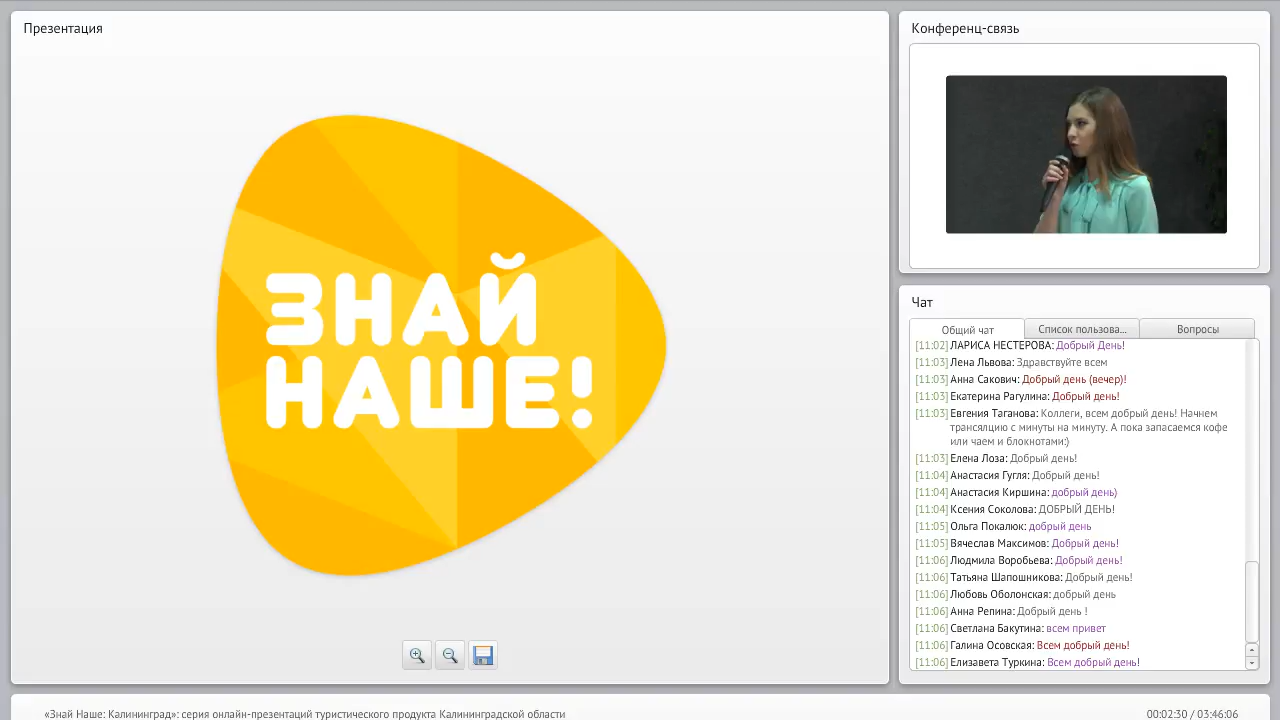 Презентация
ЗНАЙ
НАШЕ!
Конференц-связь
Чат
Общий чат
Список пользова...
Вопросы
[11:02] ЛАРИСА НЕСТЕРОВА: Добрый День!
[11:03] Лена Львова: Здравствуйте всем
[11:03] Анна Сакович: Добрый день (вечер)!
[11:03] Екатерина Рагулина: Добрый день!
[11:03] Евгения Таганова: Коллеги, всем добрый день! Начнем
трансялцию с минуты на минуту. А пока запасаемся кофе
или чаем и блокнотами:)
[11:03] Елена Лоза: Добрый день!
[11:04] Анастасия Гугля: Добрый день!
[11:04] Анастасия Киршина: добрый день)
[11:04] Ксения Соколова: ДОБРЫЙ ДЕНЬ!
[11:05] Ольга Покалюк: добрый день
[11:05] Вячеслав Максимов: Добрый день!
[11:06] Людмила Воробьева: Добрый день!
[11:06] Татьяна Шапошникова: Добрый день!
[11:06] Любовь Оболонская: добрый день
[11:06] Анна Репина: Добрый день !
[11:06] Светлана Бакутина: всем привет
[11:06] Галина Осовская: Всем добрый день!
[11:06] Елизавета Туркина: Всем добрый день!
«Знай Наше: Калининград»: серия онлайн-презентаций туристического продукта Калининградской области
00:02:30 / 03:46:06